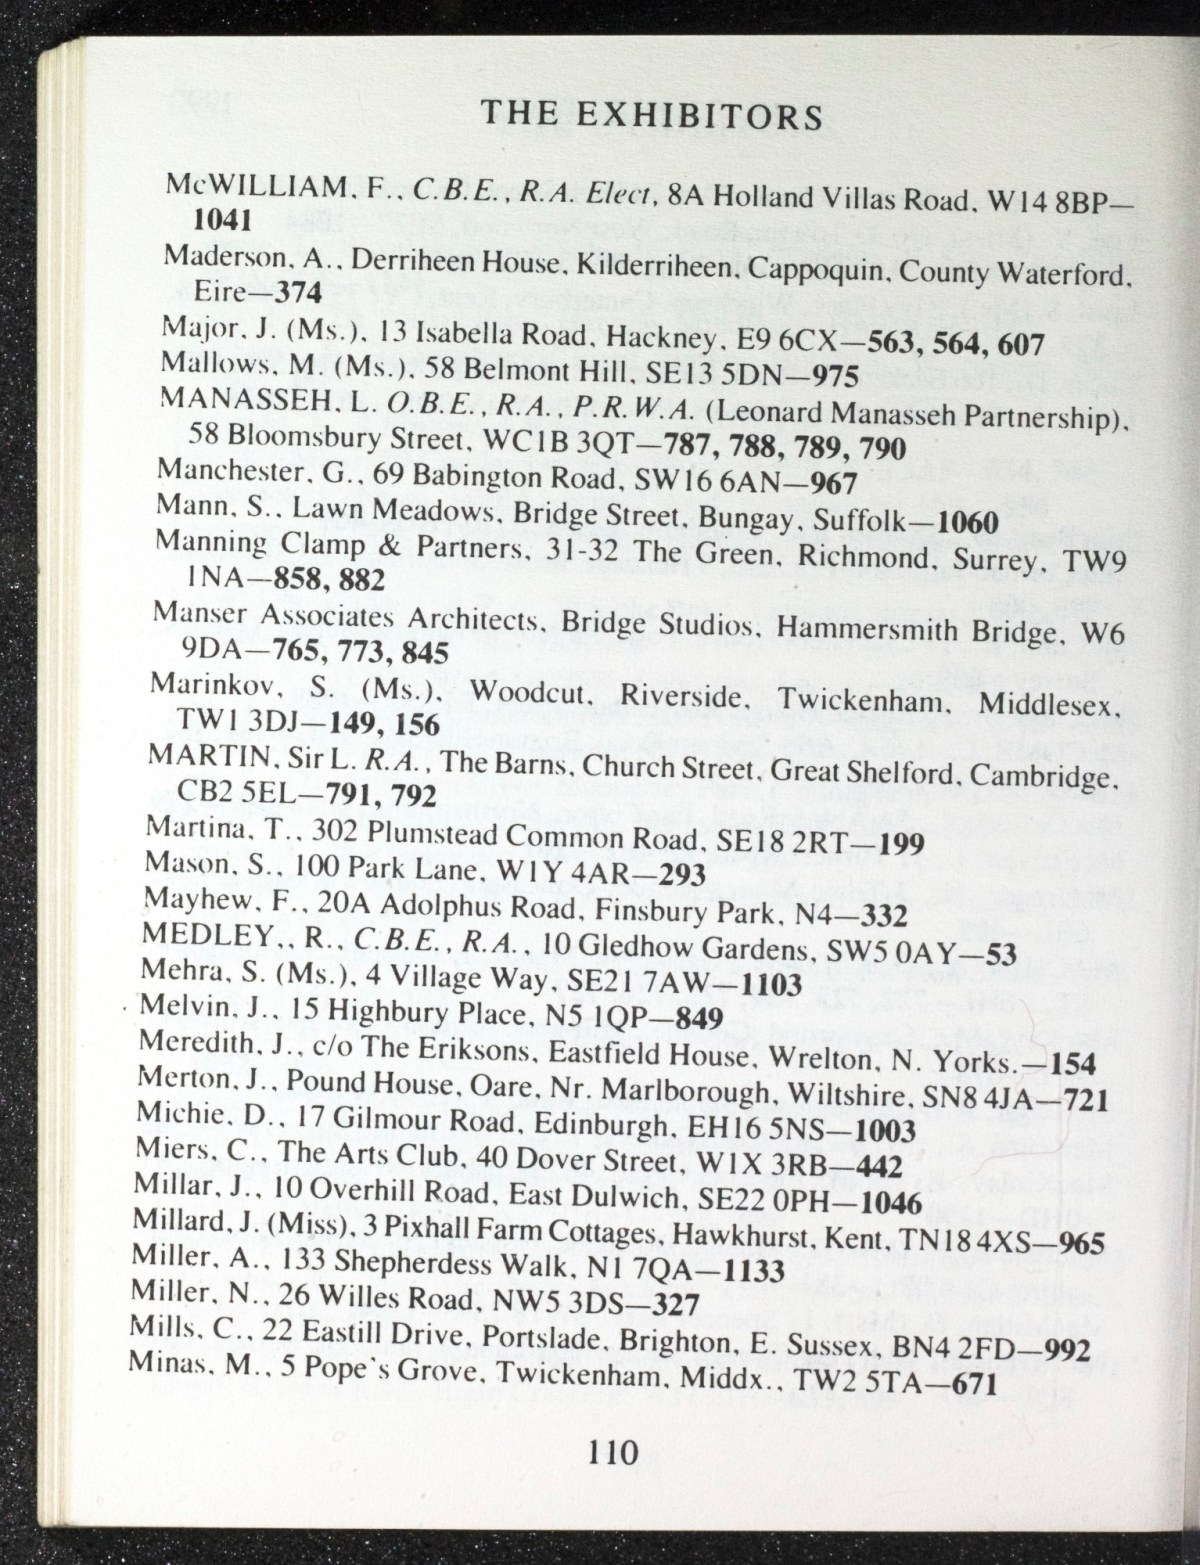 THE EXHIBITORS
McWILLIAM, F., C.B.E., R.A. Elect, 8A Holland Villas Road, W14 8BP—
1041
Maderson, A., Derriheen House, Kilderriheen, Cappoquin, County Waterford,
Eire—374
Major, J. (Ms.), 13 Isabella Road, Hackney, E9 6CX—563, 564, 607
Mallows, M. (Ms.), 58 Belmont Hill, SE13 5DN—975
MANASSEH, L. O.B.E., R.A., P.R.W.A. (Leonard Manasseh Partnership),
58 Bloomsbury Street, WC1B 3QT—787, 788, 789, 790
Manchester, G., 69 Babington Road, SW16 6AN—967
Mann, S., Lawn Meadows, Bridge Street, Bungay, Suffolk—1060
Manning Clamp & Partners, 31-32 The Green, Richmond, Surrey, TW9
1NA—858, 882
Manser Associates Architects, Bridge Studios, Hammersmith Bridge, W6
9DA—765, 773, 845
Marinkov, S. (Ms.), Woodcut, Riverside, Twickenham, Middlesex,
TW1 3DJ—149, 156
MARTIN, Sir L. R.A., The Barns, Church Street, Great Shelford, Cambridge,
CB2 5EL—791, 792
Martina, T., 302 Plumstead Common Road, SE18 2RT—199
Mason, S., 100 Park Lane, W1Y 4AR—293
Mayhew, F., 20A Adolphus Road, Finsbury Park, N4—332
MEDLEY,, R., C.B.E., R.A., 10 Gledhow Gardens, SW5 0AY—53
Mehra, S. (Ms.), 4 Village Way, SE21 7AW—1103
Melvin, J., 15 Highbury Place, N5 1QP—849
Meredith, J., c/o The Eriksons, Eastfield House, Wrelton, N. Yorks.—154
Merton, J., Pound House, Oare, Nr. Marlborough, Wiltshire, SN8 4JA—721
Michie, D., 17 Gilmour Road, Edinburgh, EH16 5NS—1003
Miers, C., The Arts Club, 40 Dover Street, W1X 3RB—442
Millar, J., 10 Overhill Road, East Dulwich, SE22 0PH—1046
Millard, J. (Miss), 3 Pixhall Farm Cottages, Hawkhurst, Kent, TN18 4XS—965
Miller, A., 133 Shepherdess Walk, N1 7QA—1133
Miller, N., 26 Willes Road, NW5 3DS—327
Mills, C., 22 Eastill Drive, Portslade, Brighton, E. Sussex, BN4 2FD—992
Minas, M., 5 Pope's Grove, Twickenham, Middx., TW2 5TA—671
110